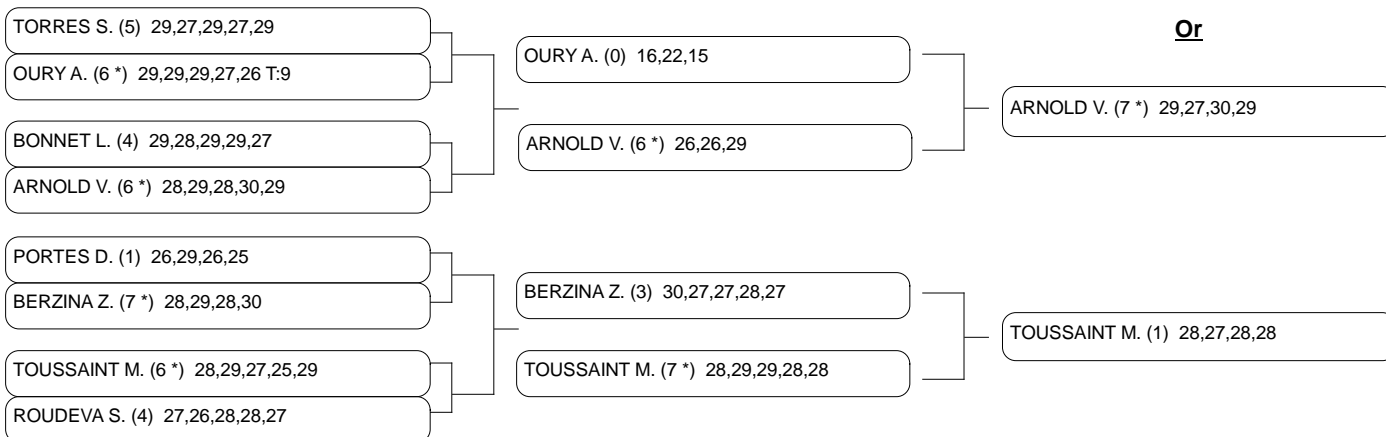 TORRES S. (5) 29,27,29,27,29
OURY A. (6 *) 29,29,29,27,26 T:9
BONNET L. (4) 29,28,29,29,27
ARNOLD V. (6 *) 28,29,28,30,29
PORTES D. (1) 26,29,26,25
BERZINA Z. (7 *) 28,29,28,30
TOUSSAINT M. (6 *) 28,29,27,25,29
ROUDEVA S. (4) 27,26,28,28,27
OURY A. (0) 16,22,15
ARNOLD V. (6 *) 26,26,29
BERZINA Z. (3) 30,27,27,28,27
TOUSSAINT M. (7 *) 28,29,29,28,28
Or
ARNOLD V. (7 *) 29,27,30,29
TOUSSAINT M. (1) 28,27,28,28